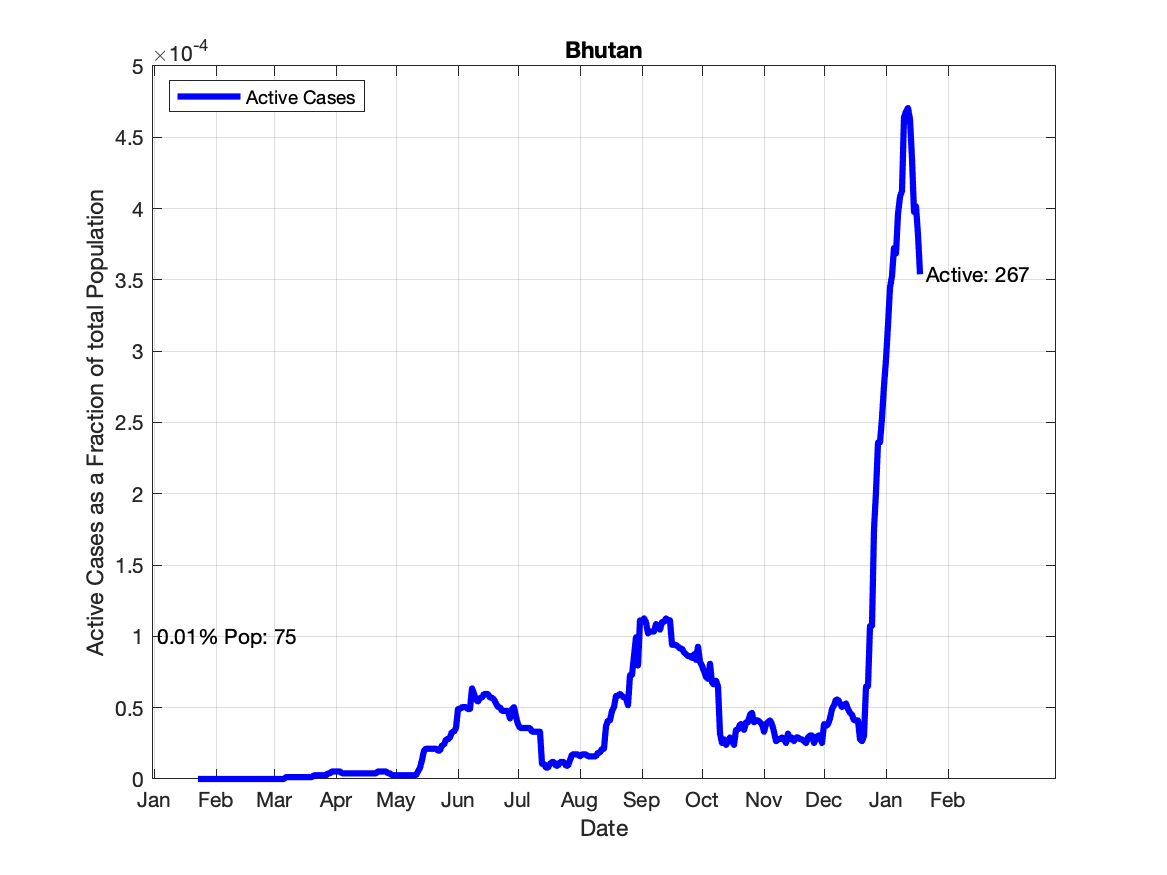 Bhutan
×10-4
Active Cases
5
4.5
4
3.5
3
2.5
2
1.5
1
0.5
0
Active Cases as a Fraction of total Population
Active: 267
0.01% Pop: 75
Jan Feb Mar Apr May Jun Jul Aug Sep Oct Nov Dec Jan Feb
Date